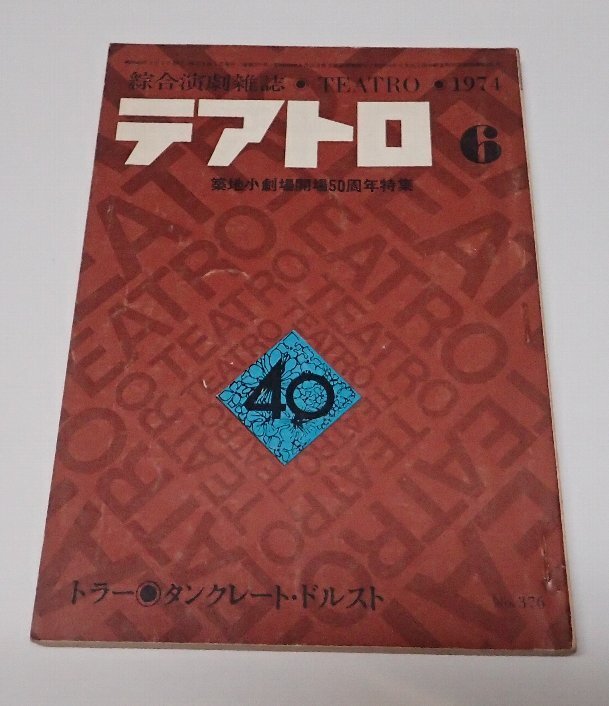 綜合演劇雑誌 ● TEATRO ● 1974
テアトロ 6
築地小劇場開場50周年特集
40
トラー◉タンクレート・ドルスト
No. 376